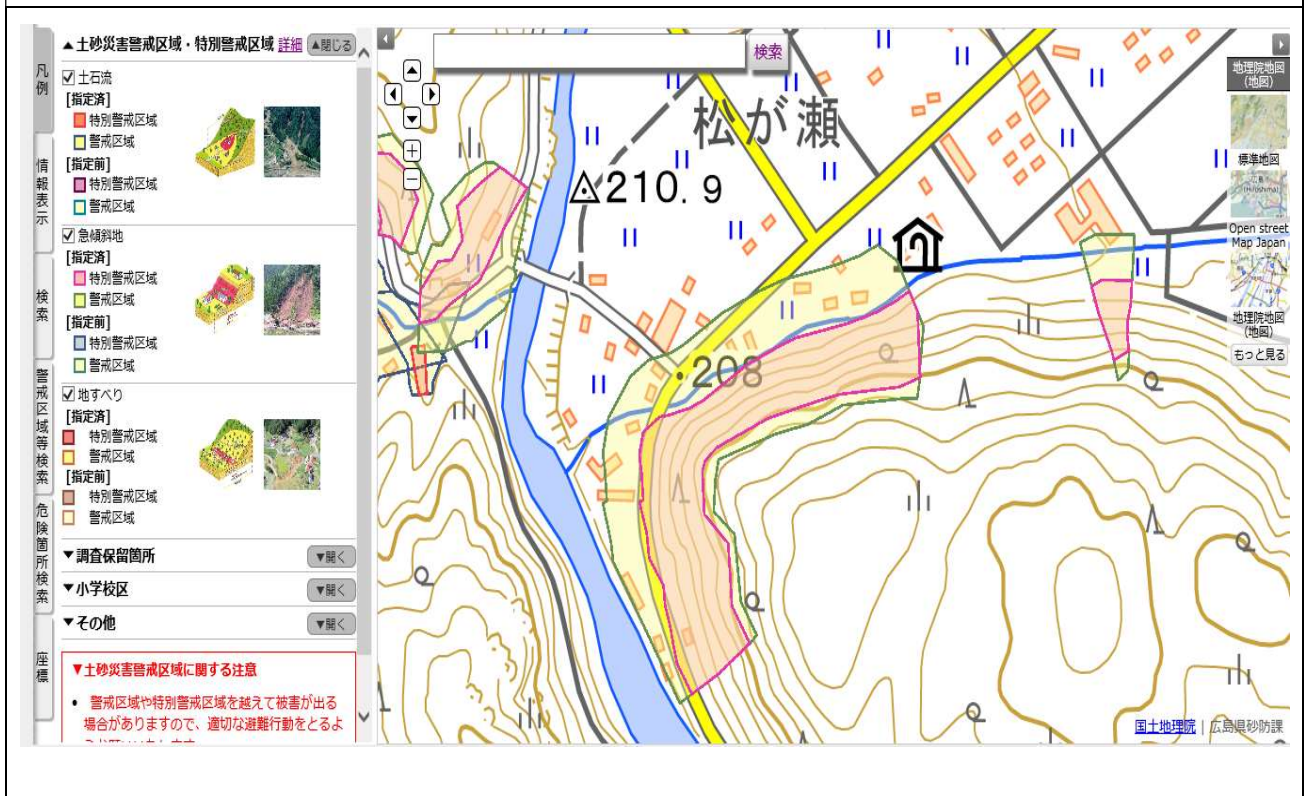 凡例
情報表示
検索
警戒区域等検索
危険箇所検索
座標
▲土砂災害警戒区域・特別警戒区域 詳細 ▲閉じる
土石流
[指定済]
特別警戒区域
警戒区域
[指定前]
特別警戒区域
警戒区域
急傾斜地
[指定済]
特別警戒区域
警戒区域
[指定前]
特別警戒区域
警戒区域
地すべり
[指定済]
特別警戒区域
警戒区域
[指定前]
特別警戒区域
警戒区域
▼調査保留箇所 ▼開く
▼小学校区 ▼開く
▼その他 ▼開く
▼土砂災害警戒区域に関する注意
• 警戒区域や特別警戒区域を越えて被害が出る
場合がありますので、適切な避難行動をとるよ
検索
松が瀬
210.9
208
地理院地図
(地図)
標準地図
Open street
Map Japan
地理院地図
(地図)
もっと見る
国土地理院 | 広島県砂防課